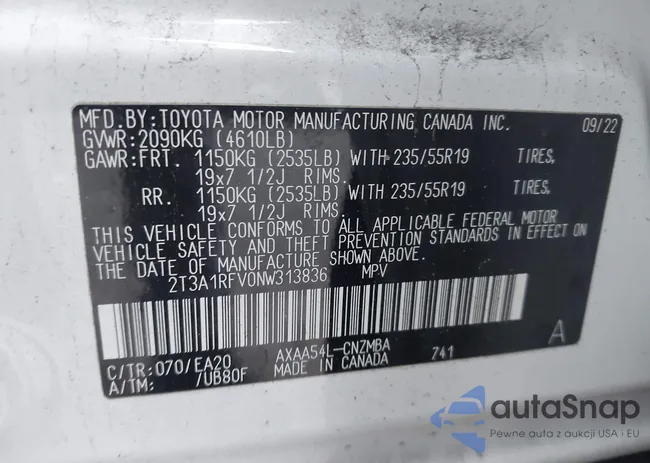 MFD.BY:TOYOTA MOTOR MANUFACTURING CANADA INC. 09/22
GVWR:2090KG (4610LB)
GAWR:FRT. 1150KG (2535LB) WITH 235/55R19 TIRES,
19x7 1/2J RIMS.
RR. 1150KG (2535LB) WITH 235/55R19 TIRES,
19x7 1/2J RIMS.
THIS VEHICLE CONFORMS TO ALL APPLICABLE FEDERAL MOTOR
VEHICLE SAFETY AND THEFT PREVENTION STANDARDS IN EFFECT ON
THE DATE OF MANUFACTURE SHOWN ABOVE.
2T3A1RFV0NW313836 MPV
A
C/TR:070/EA20 AXAA54L-CNZMBA 741
A/TM: /UB80F MADE IN CANADA
autaSnap
Pewne auta z aukcji USA i EU